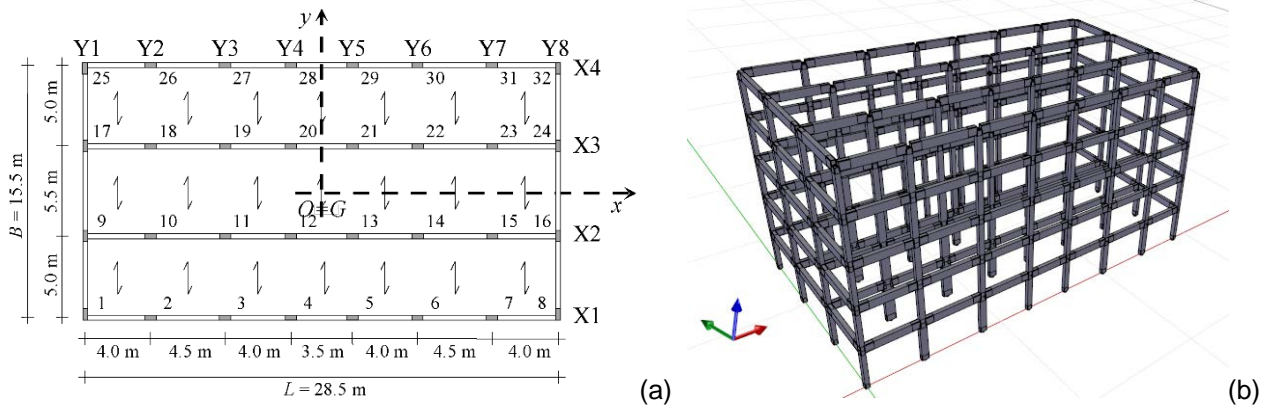 y
Y1 Y2 Y3 Y4 Y5 Y6 Y7 Y8
X4
25 26 27 28 29 30 31 32
5.0 m
17 18 19 20 21 22 23 24
X3
B = 15.5 m
5.5 m
x
O≡G
9 10 11 12 13 14 15 16
X2
5.0 m
1 2 3 4 5 6 7 8
X1
4.0 m 4.5 m 4.0 m 3.5 m 4.0 m 4.5 m 4.0 m
L = 28.5 m
(a)
(b)